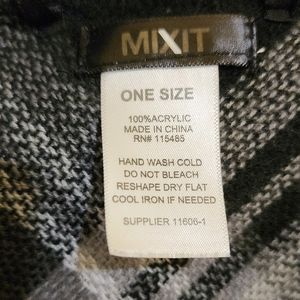 MIXIT
ONE SIZE
100%ACRYLIC
MADE IN CHINA
RN# 115485
HAND WASH COLD
DO NOT BLEACH
RESHAPE DRY FLAT
COOL IRON IF NEEDED
SUPPLIER 11606-1